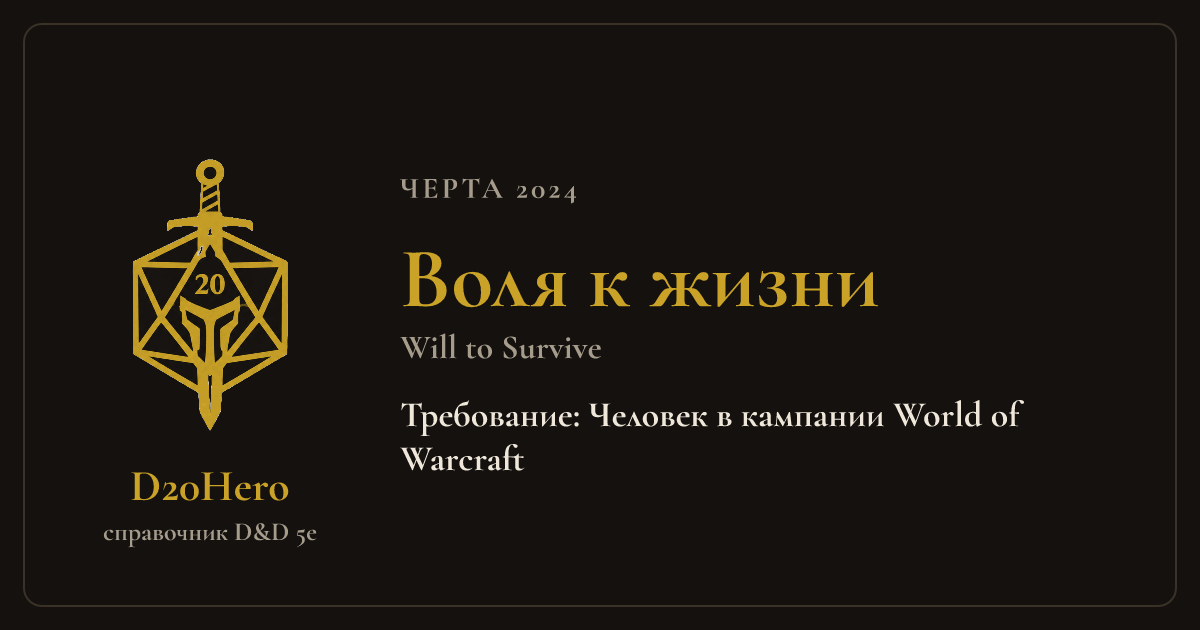 20
D20Hero
справочник D&D 5e
ЧЕРТА 2024
Воля к жизни
Will to Survive
Требование: Человек в кампании World of
Warcraft